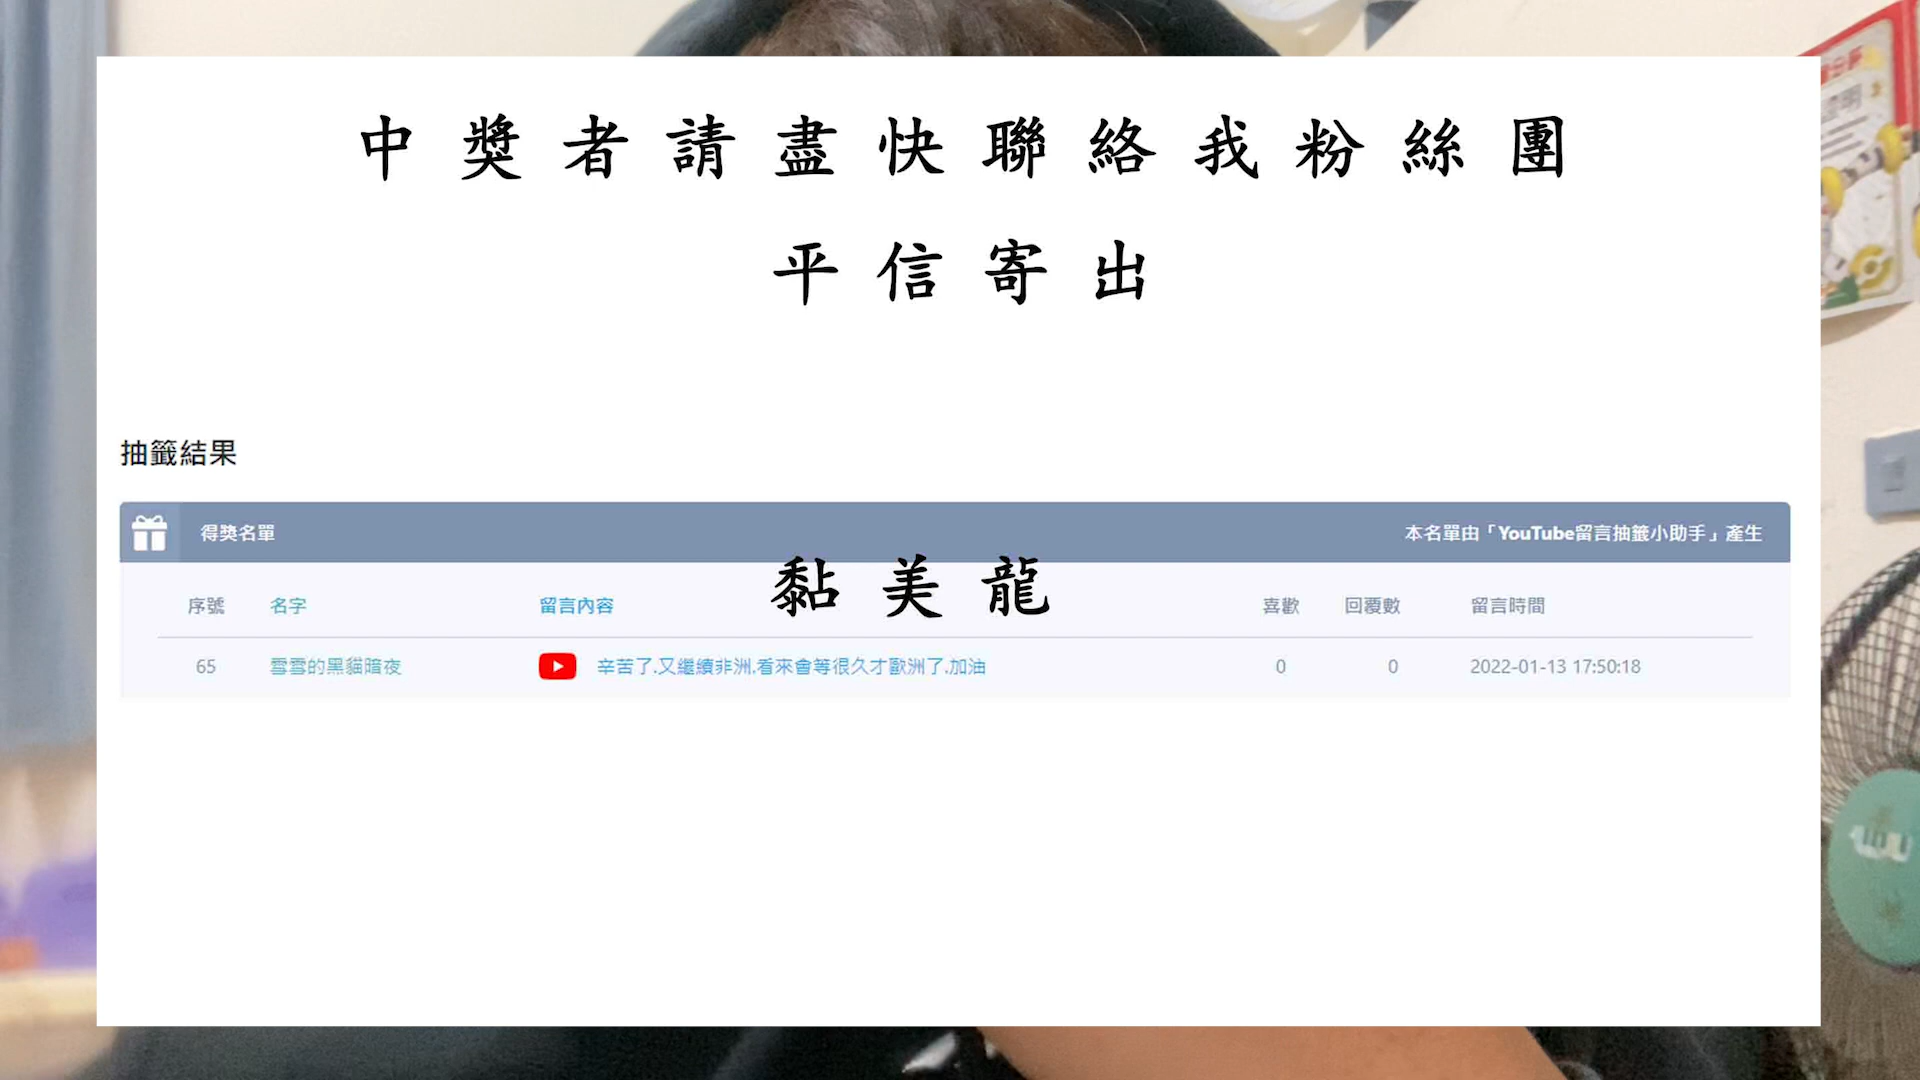 中獎者請盡快聯絡我粉絲團
平信寄出
抽籤結果
得獎名單
本名單由「YouTube留言抽籤小助手」產生
黏美龍
序號 名字 留言內容 喜歡 回覆數 留言時間
65 雪雪的黑貓暗夜 辛苦了.又繼續非洲.看來會等很久才歐洲了.加油 0 0 2022-01-13 17:50:18